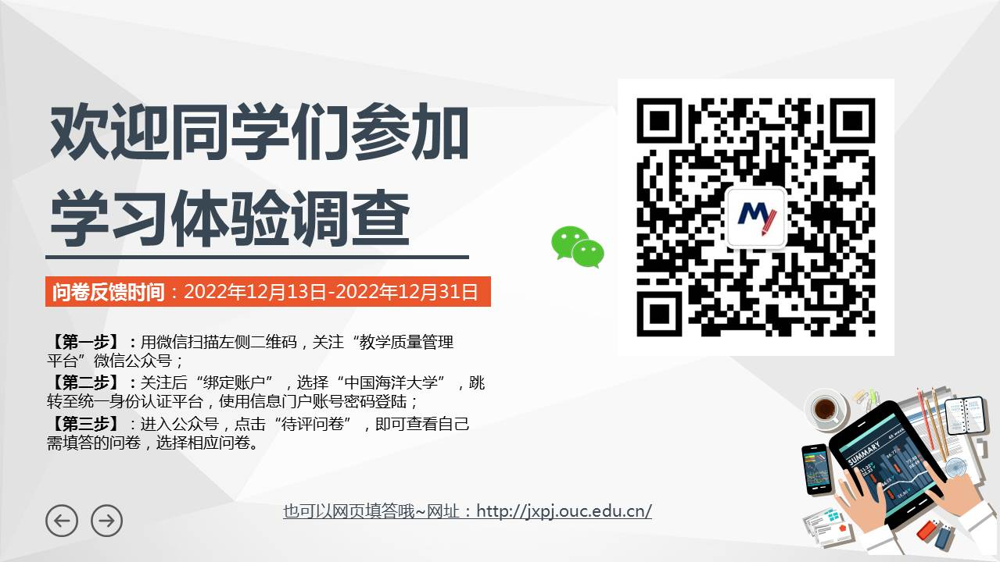 欢迎同学们参加
学习体验调查
问卷反馈时间：2022年12月13日-2022年12月31日
【第一步】：用微信扫描左侧二维码，关注“教学质量管理
平台”微信公众号；
【第二步】：关注后“绑定账户”，选择“中国海洋大学”，跳
转至统一身份认证平台，使用信息门户账号密码登陆；
【第三步】：进入公众号，点击“待评问卷”，即可查看自己
需填答的问卷，选择相应问卷。
也可以网页填答哦~网址：http://jxpj.ouc.edu.cn/
M
SUMMARY
48 week